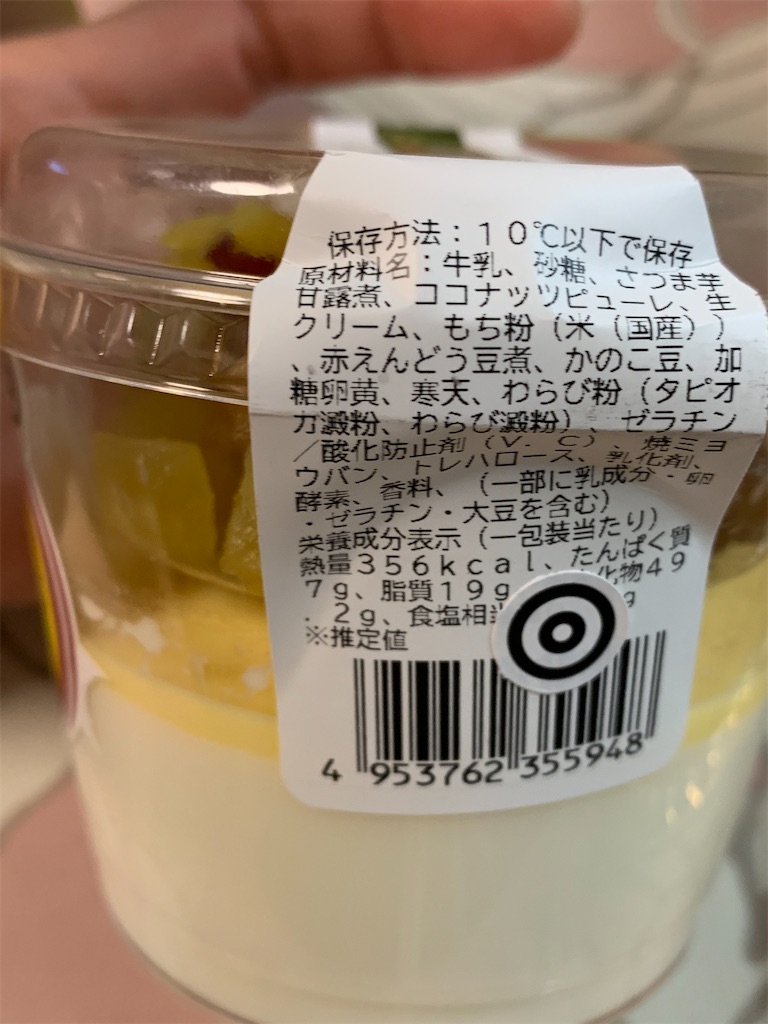 保存方法：１０℃以下で保存
原材料名：牛乳、砂糖、さつま芋
甘露煮、ココナッツピューレ、生
クリーム、もち粉（米（国産））
、赤えんどう豆煮、かのこ豆、加
糖卵黄、寒天、わらび粉（タピオ
カ澱粉、わらび澱粉）、ゼラチン
／酸化防止剤（Ｖ．Ｃ）、焼ミョ
ウバン、トレハロース、乳化剤、
酵素、香料、（一部に乳成分・卵
・ゼラチン・大豆を含む）
栄養成分表示（一包装当たり）
熱量３５６ｋｃａｌ、たんぱく質
７ｇ、脂質１９ｇ 化物４９
．２ｇ、食塩相当 ｇ
※推定値
4 953762 355948